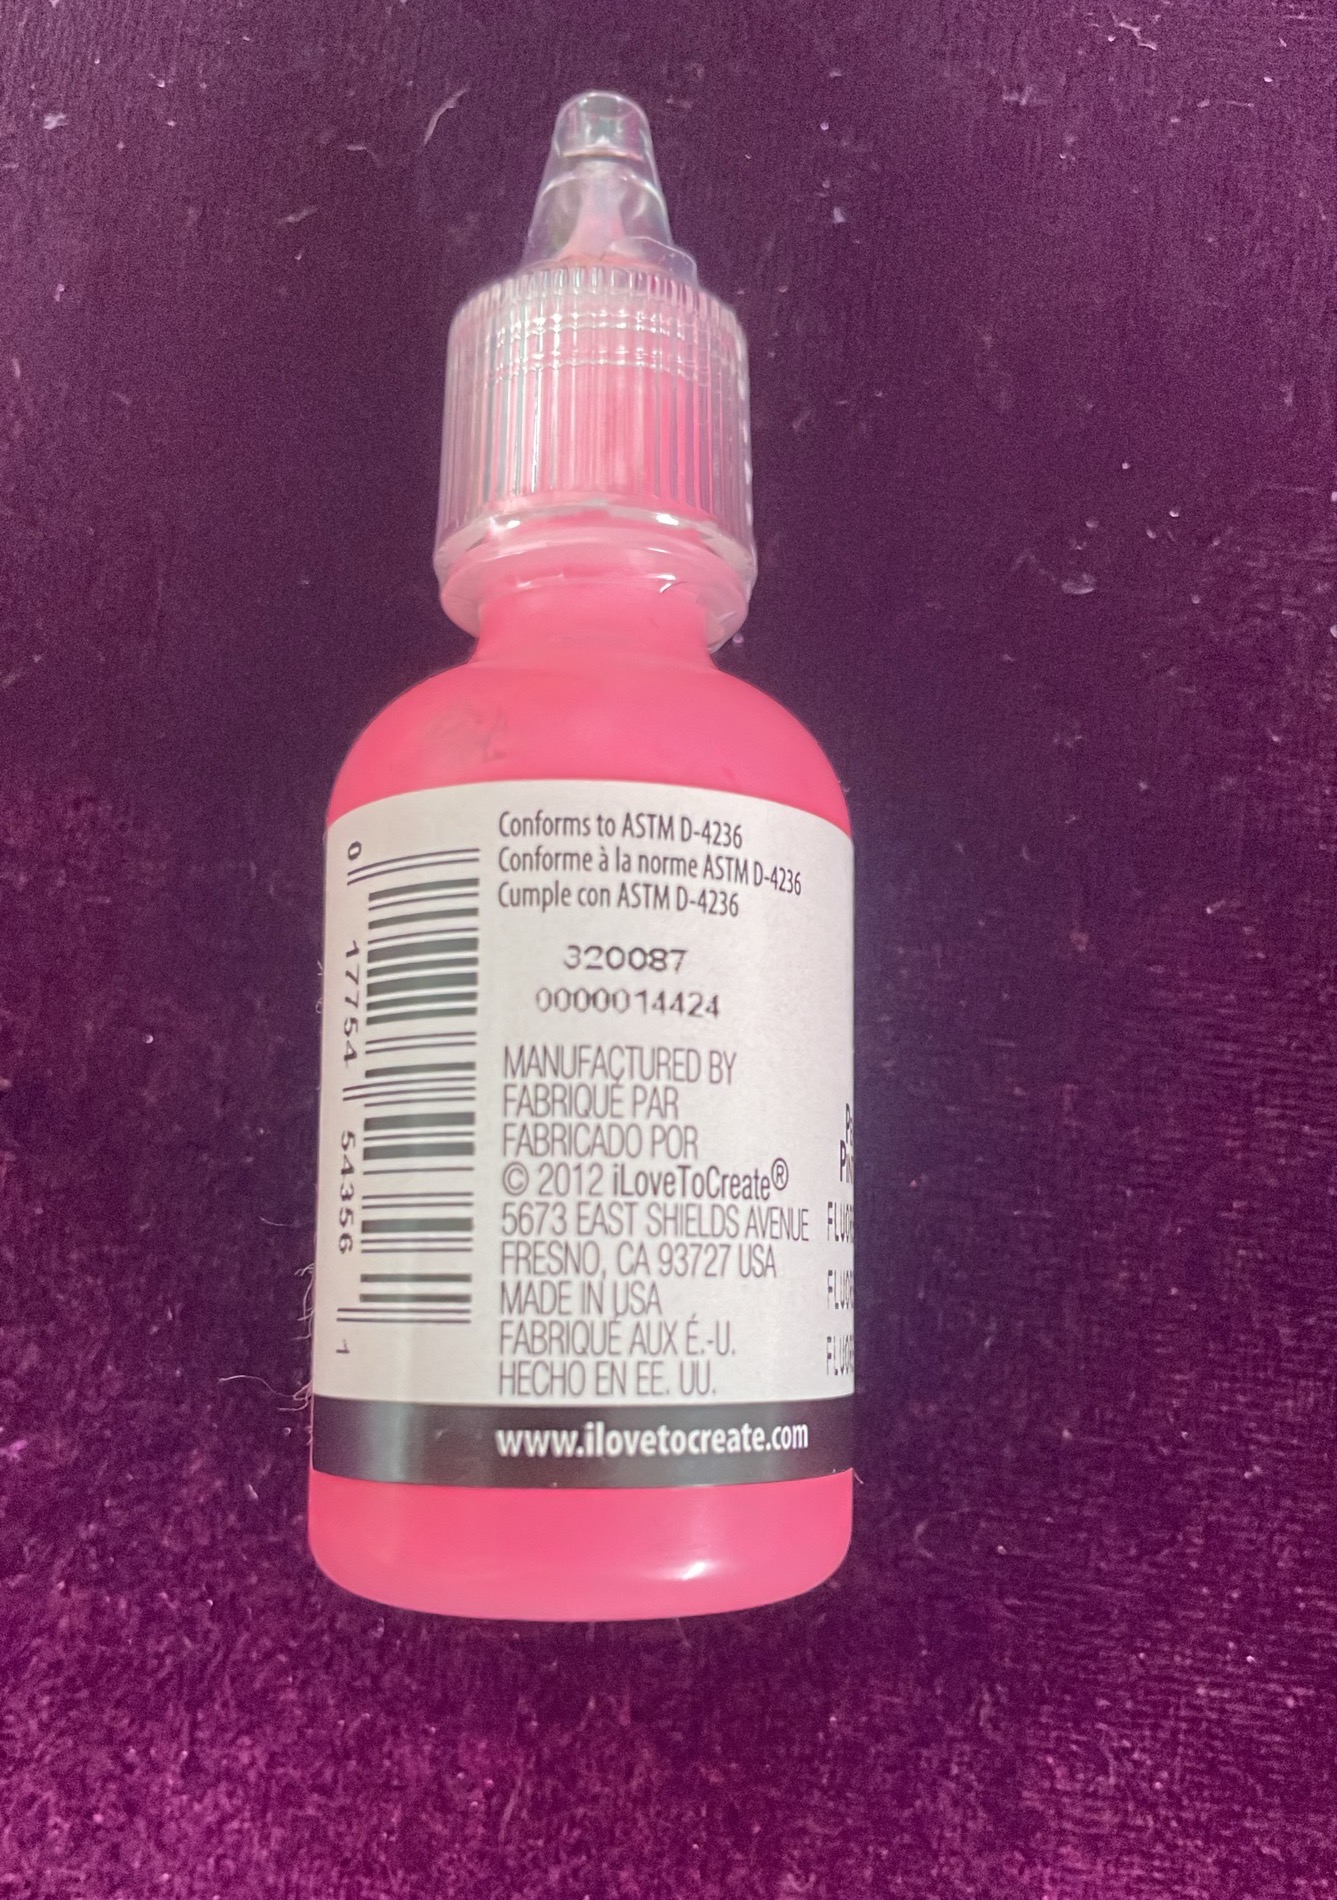 Conforms to ASTM D-4236
Conforme à la norme ASTM D-4236
Cumple con ASTM D-4236
320087
0000014424
MANUFACTURED BY
FABRIQUÉ PAR
FABRICADO POR
© 2012 iLoveToCreate®
5673 EAST SHIELDS AVENUE
FRESNO, CA 93727 USA
MADE IN USA
FABRIQUÉ AUX É.-U.
HECHO EN EE. UU.
www.ilovetocreate.com
0 17754 54356 1